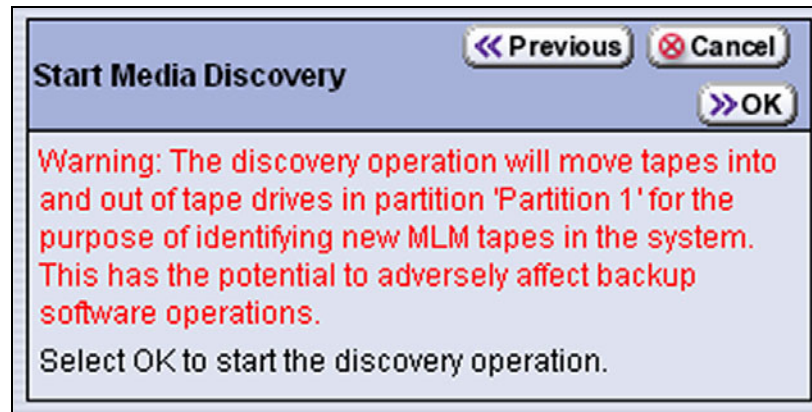 Previous Cancel
Start Media Discovery
OK
Warning: The discovery operation will move tapes into
and out of tape drives in partition 'Partition 1' for the
purpose of identifying new MLM tapes in the system.
This has the potential to adversely affect backup
software operations.
Select OK to start the discovery operation.